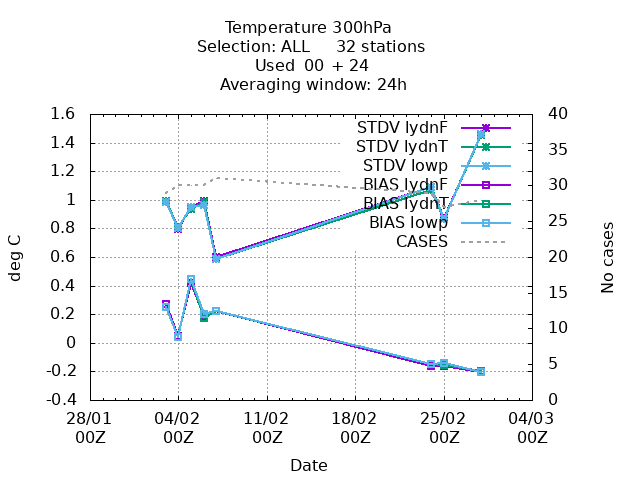 Temperature 300hPa
Selection: ALL 32 stations
Used 00 + 24
Averaging window: 24h
1.6
1.4
1.2
1
0.8
0.6
0.4
0.2
0
-0.2
-0.4
40
35
30
25
20
15
10
5
0
STDV lydnF
STDV lydnT
STDV lowp
BIAS lydnF
BIAS lydnT
BIAS lowp
CASES
deg C
No cases
28/01 04/02 11/02 18/02 25/02 04/03
00Z 00Z 00Z 00Z 00Z 00Z
Date